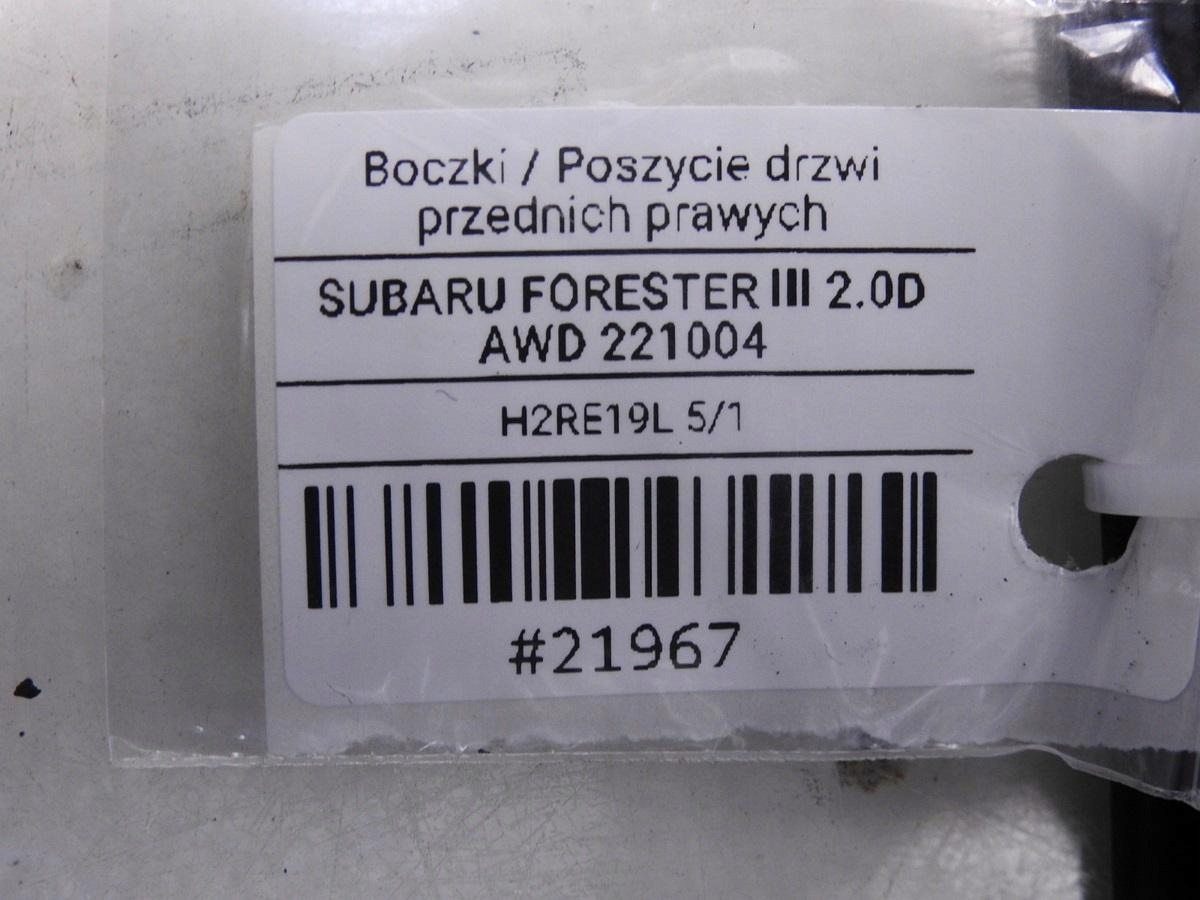 Boczki / Poszycie drzwi
przednich prawych
SUBARU FORESTER III 2.0D
AWD 221004
H2RE19L 5/1
#21967